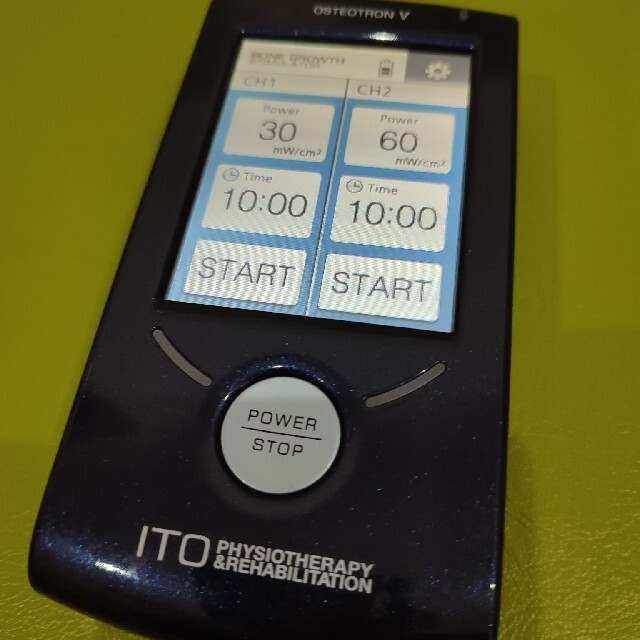 OSTEOTRON V
BONE GROWTH
CH1
CH2
Power
30
mW/cm²
Power
60
mW/cm²
Time
10:00
Time
10:00
START
START
POWER
STOP
ITO PHYSIOTHERAPY
&REHABILITATION